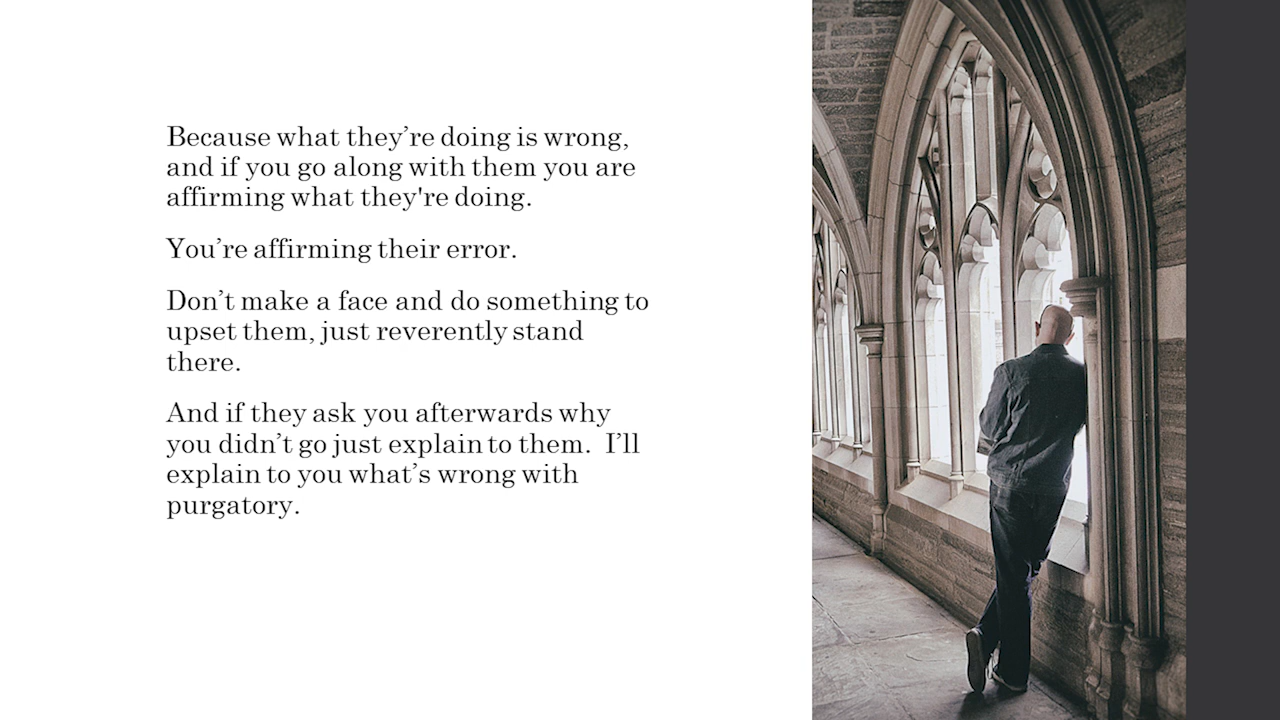 Because what they’re doing is wrong,
and if you go along with them you are
affirming what they're doing.
You’re affirming their error.
Don’t make a face and do something to
upset them, just reverently stand
there.
And if they ask you afterwards why
you didn’t go just explain to them.  I’ll
explain to you what’s wrong with
purgatory.